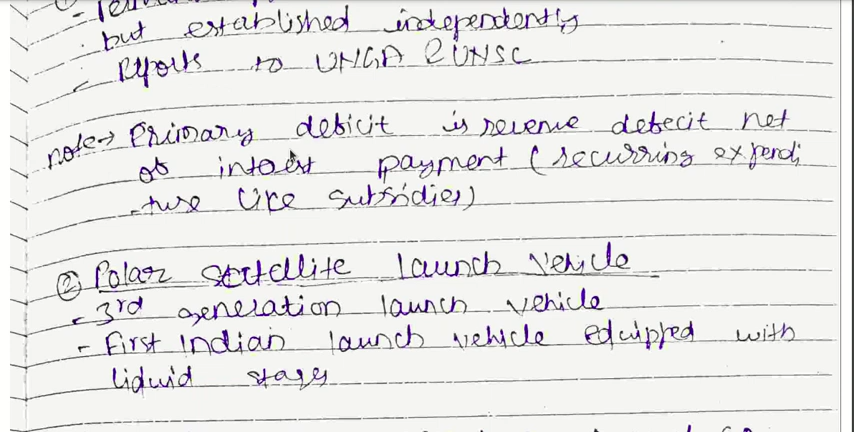 but established independently
- Reports to UNGA & UNSC
note→ Primary deficit is revenue defecit net
of interest payment (recurring expendi
-ture like subsidies)
② Polar satellite launch vehicle
- 3rd generation launch vehicle
- First Indian launch vehicle equipped with
liquid stages